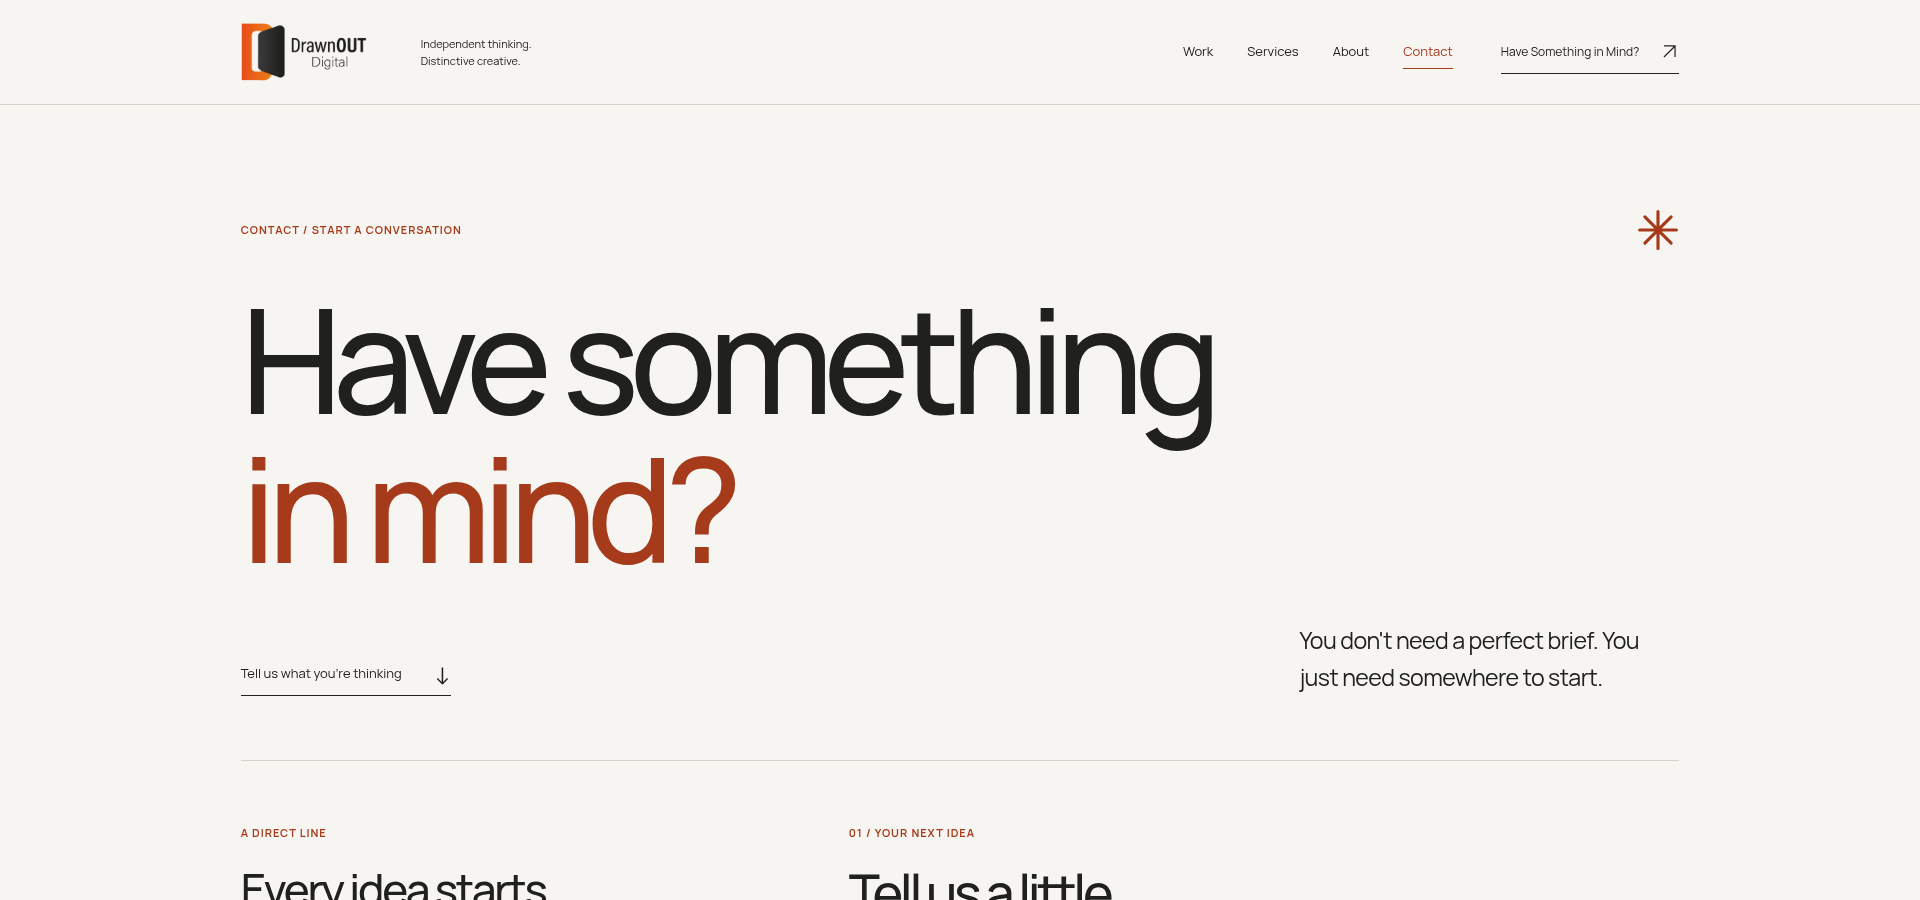 DrawnOUT
Digital
Independent thinking.
Distinctive creative.
Work
Services
About
Contact
Have Something in Mind?
CONTACT / START A CONVERSATION
Have something
in mind?
Tell us what you're thinking
You don't need a perfect brief. You
just need somewhere to start.
A DIRECT LINE
Every idea starts
01 / YOUR NEXT IDEA
Tell us a little